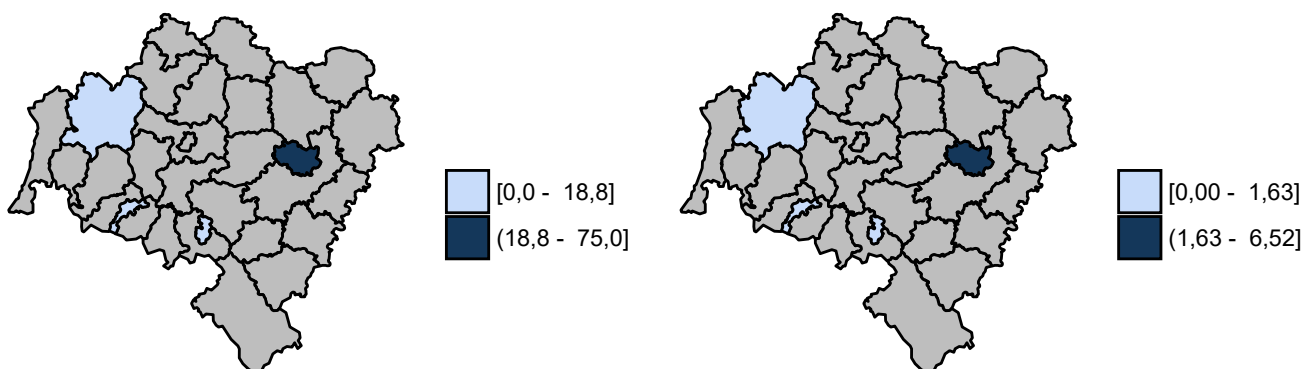 [0,0 - 18,8]
(18,8 - 75,0]
[0,00 - 1,63]
(1,63 - 6,52]